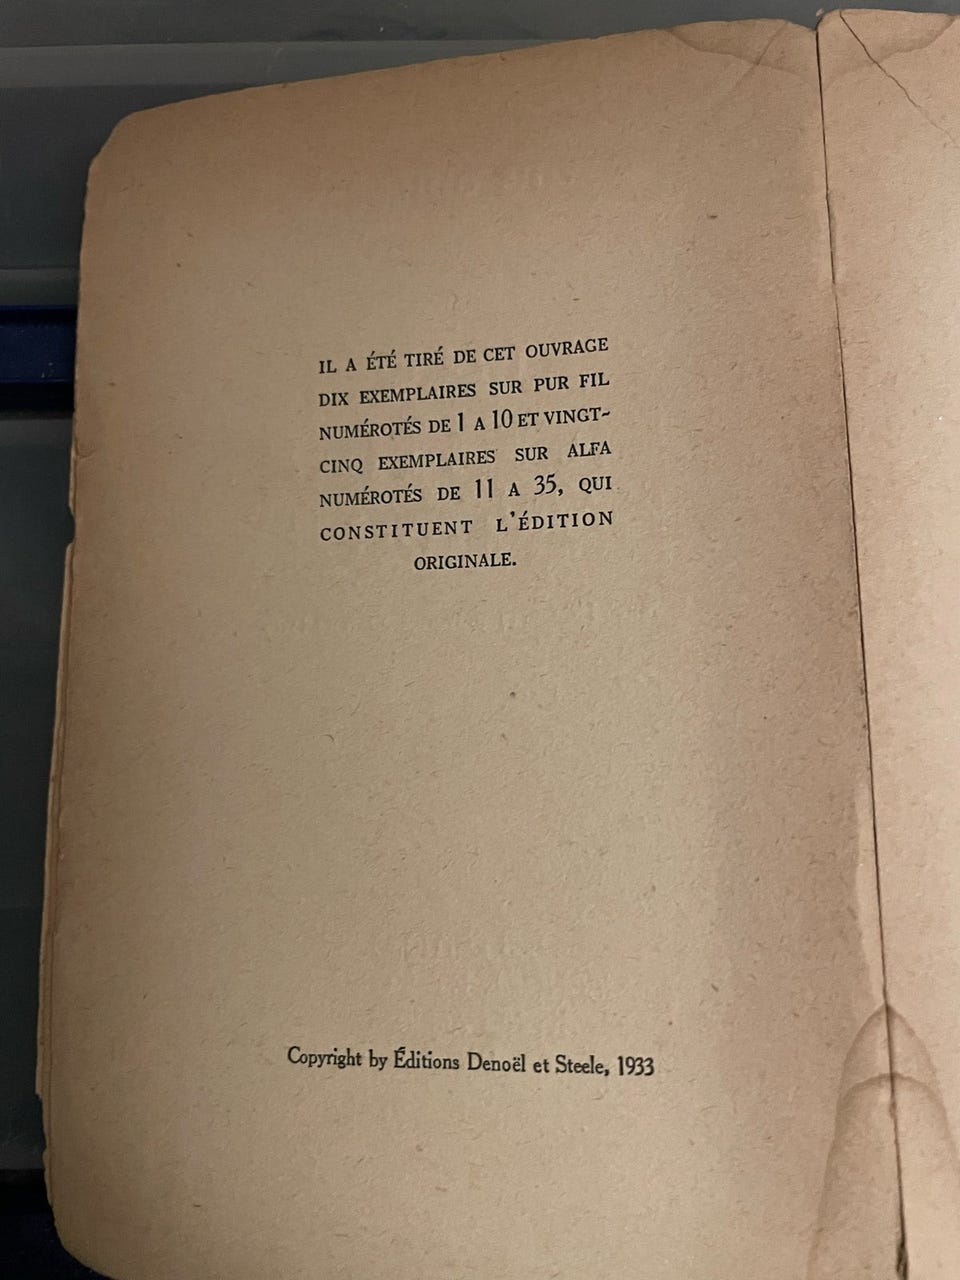 IL A ÉTÉ TIRÉ DE CET OUVRAGE
DIX EXEMPLAIRES SUR PUR FIL
NUMÉROTÉS DE 1 A 10 ET VINGT-
CINQ EXEMPLAIRES SUR ALFA
NUMÉROTÉS DE 11 A 35, QUI
CONSTITUENT L'ÉDITION
ORIGINALE.
Copyright by Éditions Denoël et Steele, 1933